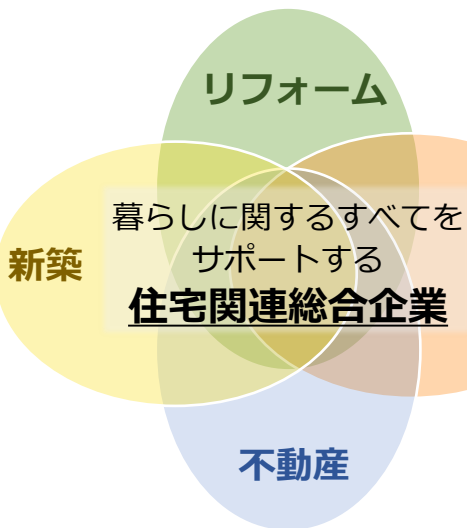 リフォーム
新築
暮らしに関するすべてを
サポートする
住宅関連総合企業
不動産